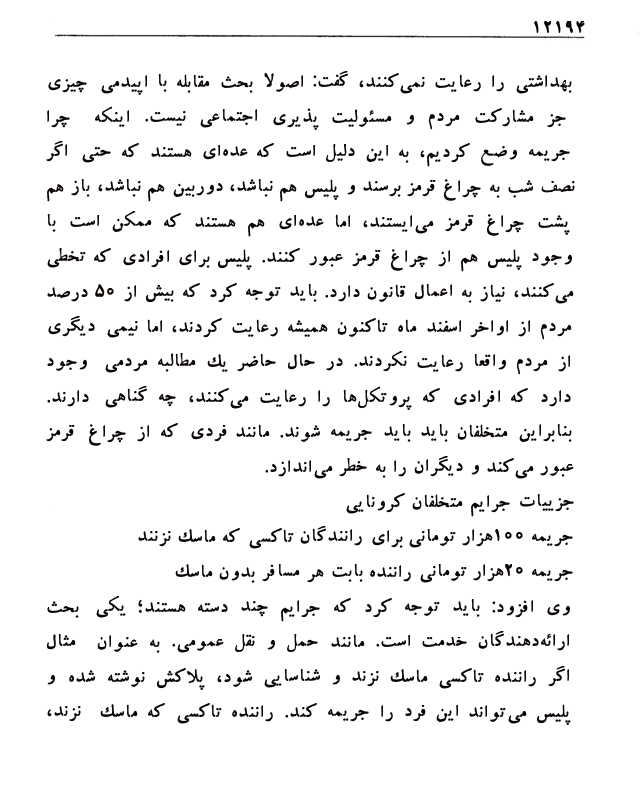 ۱۲۱۹۴
بهداشتی را رعایت نمی‌کنند، گفت: اصولا بحث مقابله با اپیدمی چیزی
جز مشارکت مردم و مسئولیت پذیری اجتماعی نیست. اینکه چرا
جریمه وضع کردیم، به این دلیل است که عده‌ای هستند که حتی اگر
نصف شب به چراغ قرمز برسند و پلیس هم نباشد، دوربین هم نباشد، باز هم
پشت چراغ قرمز می‌ایستند، اما عده‌ای هم هستند که ممکن است با
وجود پلیس هم از چراغ قرمز عبور کنند. پلیس برای افرادی که تخطی
می‌کنند، نیاز به اعمال قانون دارد. باید توجه کرد که بیش از ۵۰ درصد
مردم از اواخر اسفند ماه تاکنون همیشه رعایت کردند، اما نیمی دیگری
از مردم واقعا رعایت نکردند. در حال حاضر یك مطالبه مردمی وجود
دارد که افرادی که پروتکل‌ها را رعایت می‌کنند، چه گناهی دارند.
بنابراین متخلفان باید باید جریمه شوند. مانند فردی که از چراغ قرمز
عبور می‌کند و دیگران را به خطر می‌اندازد.
جزییات جرایم متخلفان کرونایی
جریمه ۱۰۰هزار تومانی برای رانندگان تاکسی که ماسك نزنند
جریمه ۲۰هزار تومانی راننده بابت هر مسافر بدون ماسك
وی افزود: باید توجه کرد که جرایم چند دسته هستند؛ یکی بحث
ارائه‌دهندگان خدمت است. مانند حمل و نقل عمومی. به عنوان مثال
اگر راننده تاکسی ماسك نزند و شناسایی شود، پلاکش نوشته شده و
پلیس می‌تواند این فرد را جریمه کند. راننده تاکسی که ماسك نزند،